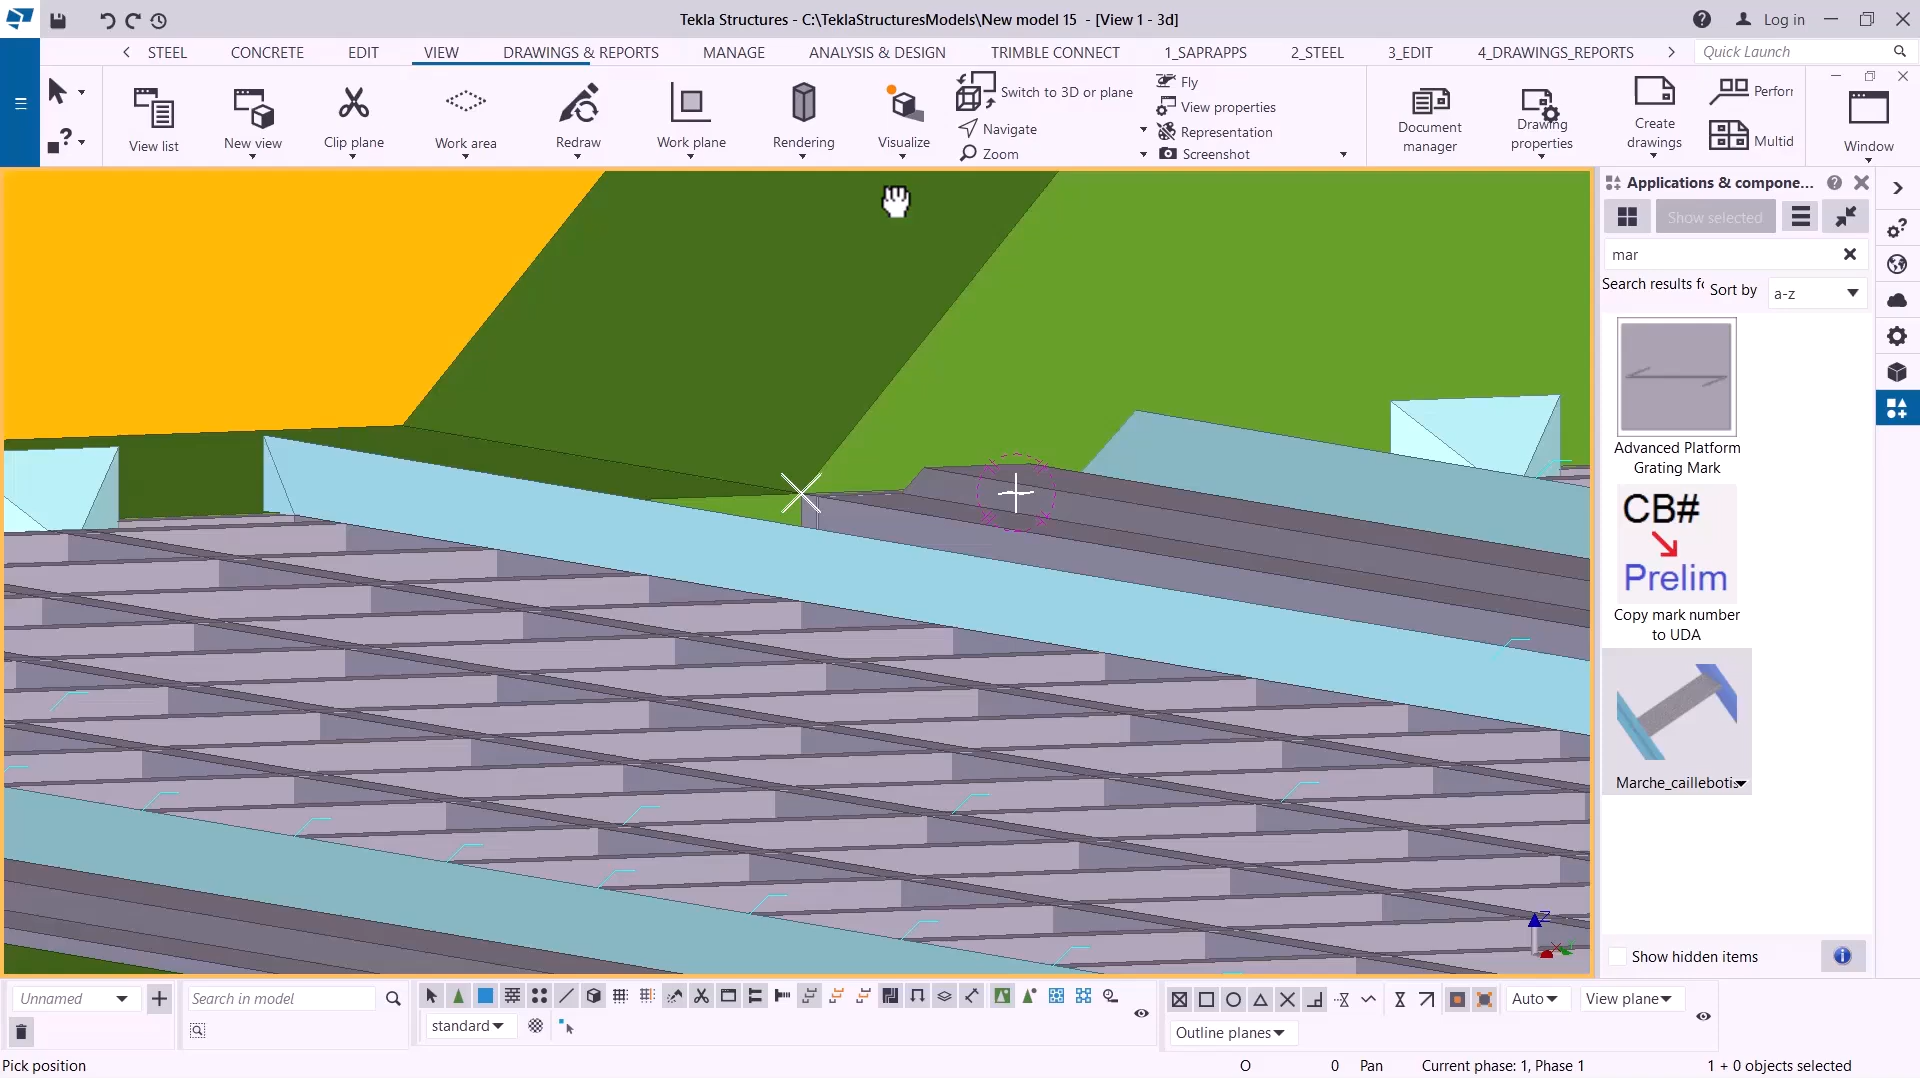 Tekla Structures - C:\TeklaStructuresModels\New model 15 - [View 1 - 3d]
Log in
STEEL CONCRETE EDIT VIEW DRAWINGS & REPORTS MANAGE ANALYSIS & DESIGN TRIMBLE CONNECT 1_SAPRAPPS 2_STEEL 3_EDIT 4_DRAWINGS_REPORTS
Quick Launch
View list
New view
Clip plane
Work area
Redraw
Work plane
Rendering
Visualize
Switch to 3D or plane
Navigate
Zoom
Fly
View properties
Representation
Screenshot
Document manager
Drawing properties
Create drawings
Perfor
Multid
Window
Applications & compone...
Show selected
mar
Search results fo
Sort by
a-z
Advanced Platform
Grating Mark
CB#
Prelim
Copy mark number
to UDA
Marche_caillebotis
Show hidden items
Z
Unnamed
Search in model
standard
Auto
View plane
Outline planes
Pick position
O 0 Pan Current phase: 1, Phase 1 1 + 0 objects selected